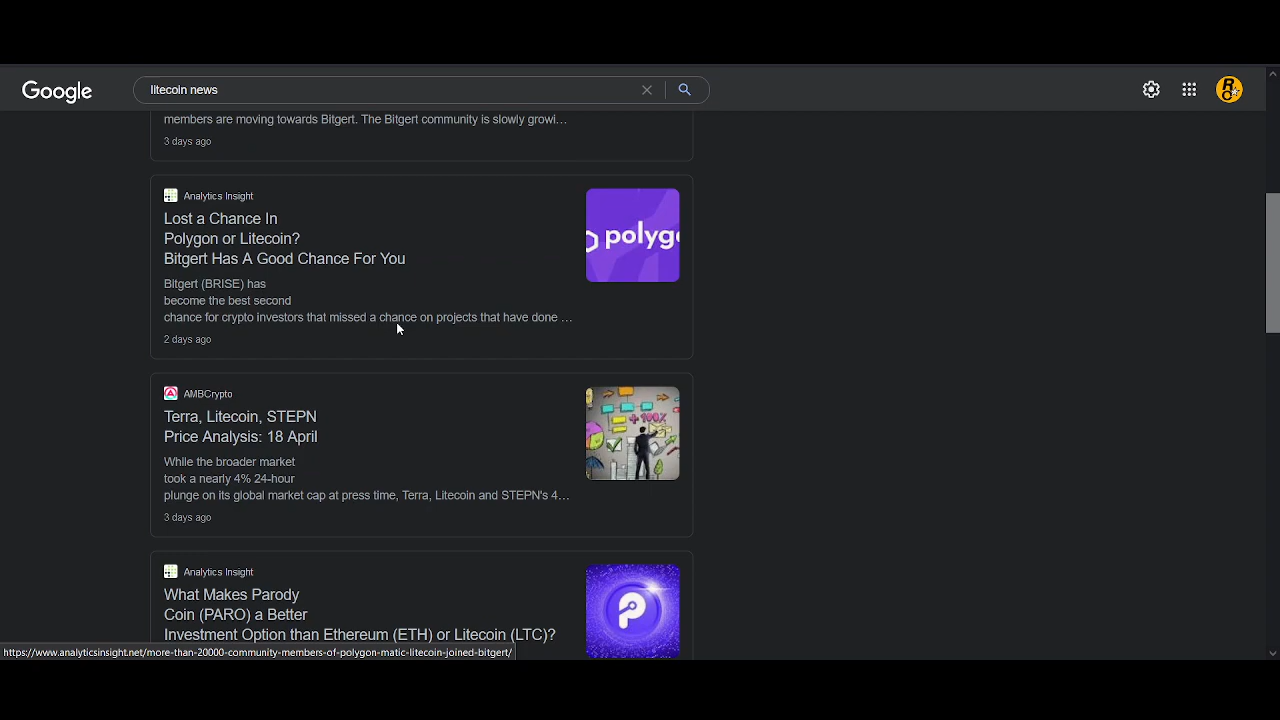 Google
litecoin news
members are moving towards Bitgert. The Bitgert community is slowly growi...
3 days ago
Analytics Insight
Lost a Chance In
Polygon or Litecoin?
Bitgert Has A Good Chance For You
Bitgert (BRISE) has
become the best second
chance for crypto investors that missed a chance on projects that have done ...
2 days ago
polygo
AMBCrypto
Terra, Litecoin, STEPN
Price Analysis: 18 April
While the broader market
took a nearly 4% 24-hour
plunge on its global market cap at press time, Terra, Litecoin and STEPN's 4...
3 days ago
+100%
Analytics Insight
What Makes Parody
Coin (PARO) a Better
Investment Option than Ethereum (ETH) or Litecoin (LTC)?
https://www.analyticsinsight.net/more-than-20000-community-members-of-polygon-matic-litecoin-joined-bitgert/